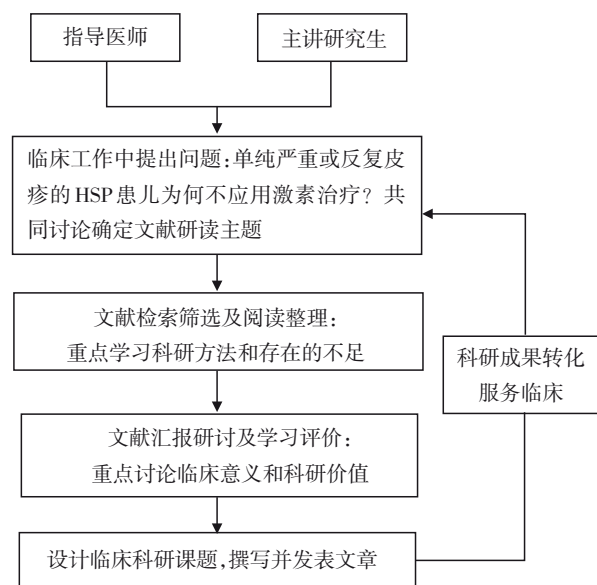 指导医师
主讲研究生
临床工作中提出问题:单纯严重或反复皮
疹的HSP患儿为何不应用激素治疗?共
同讨论确定文献研读主题
文献检索筛选及阅读整理:
重点学习科研方法和存在的不足
科研成果转化
服务临床
文献汇报研讨及学习评价:
重点讨论临床意义和科研价值
设计临床科研课题,撰写并发表文章